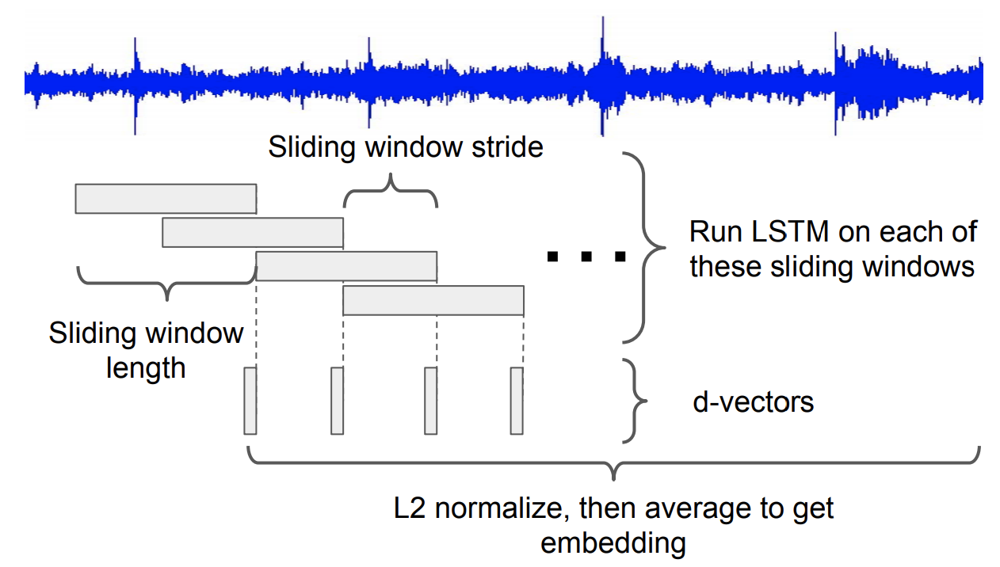 Sliding window stride
Run LSTM on each of
these sliding windows
Sliding window
length
d-vectors
L2 normalize, then average to get
embedding